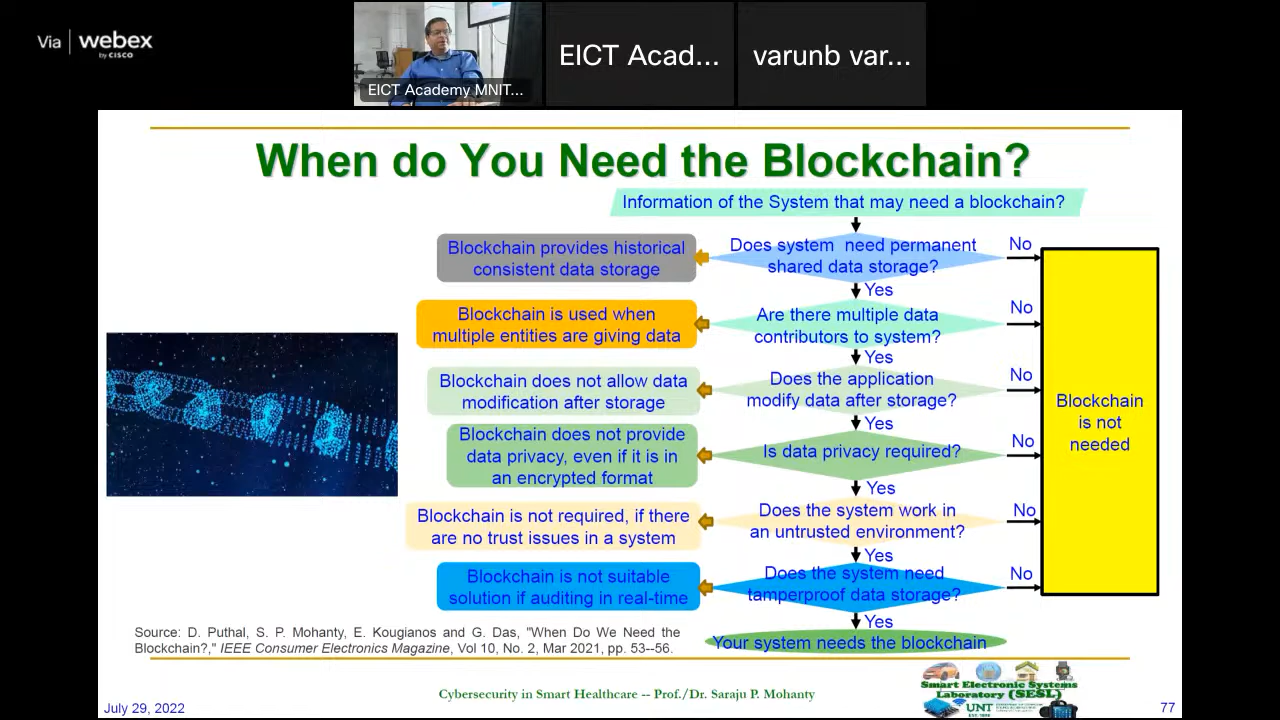 Via webex
by CISCO
EICT Academy MNIT...
EICT Acad...
varunb var...
When do You Need the Blockchain?
Information of the System that may need a blockchain?
Blockchain provides historical
consistent data storage
Does system need permanent
shared data storage?
No
Yes
Blockchain is used when
multiple entities are giving data
Are there multiple data
contributors to system?
No
Yes
Blockchain does not allow data
modification after storage
Does the application
modify data after storage?
No
Yes
Blockchain does not provide
data privacy, even if it is in
an encrypted format
Is data privacy required?
No
Yes
Blockchain is not required, if there
are no trust issues in a system
Does the system work in
an untrusted environment?
No
Yes
Blockchain is not suitable
solution if auditing in real-time
Does the system need
tamperproof data storage?
No
Yes
Blockchain
is not
needed
Your system needs the blockchain
Source: D. Puthal, S. P. Mohanty, E. Kougianos and G. Das, "When Do We Need the
Blockchain?," IEEE Consumer Electronics Magazine, Vol 10, No. 2, Mar 2021, pp. 53--56.
July 29, 2022
Cybersecurity in Smart Healthcare -- Prof./Dr. Saraju P. Mohanty
Smart Electronic Systems
Laboratory (SESL)
UNT
77